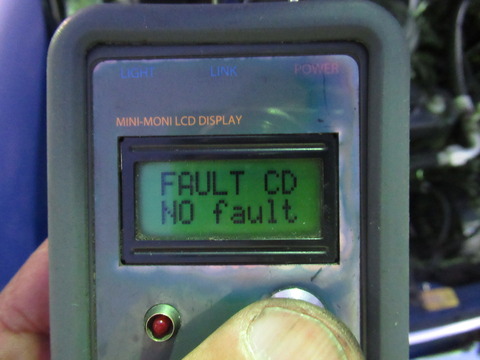 LIGHT LINK POWER
MINI-MONI LCD DISPLAY
FAULT CD
NO fault